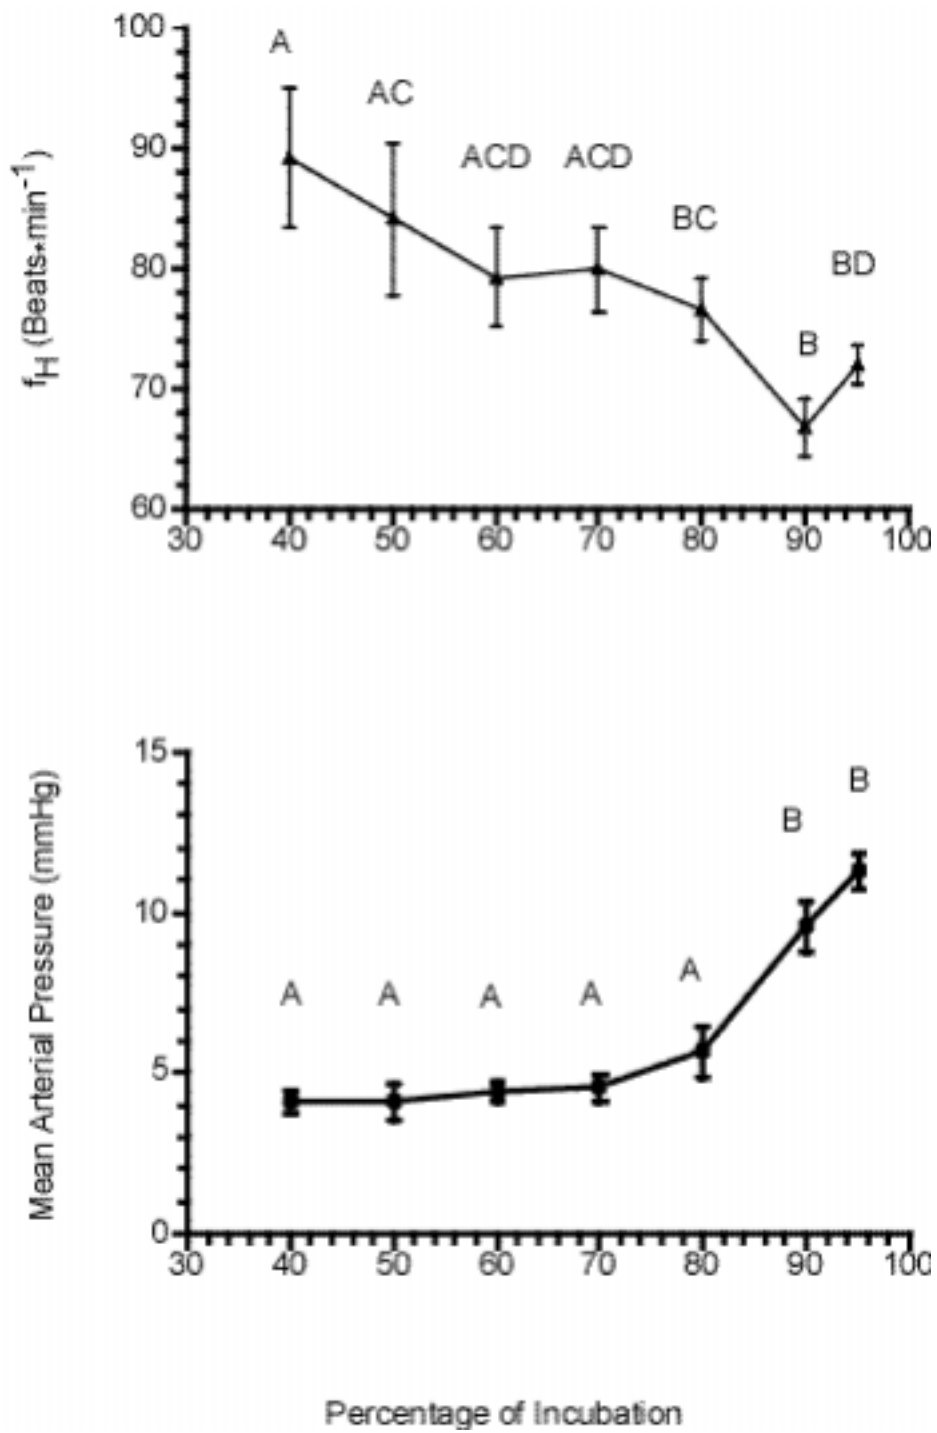 100
90
80
70
60
f_H (Beats*min^-1)
A
AC
ACD
ACD
BC
B
BD
30 40 50 60 70 80 90 100
15
10
5
0
Mean Arterial Pressure (mmHg)
A
A
A
A
A
B
B
30 40 50 60 70 80 90 100
Percentage of Incubation